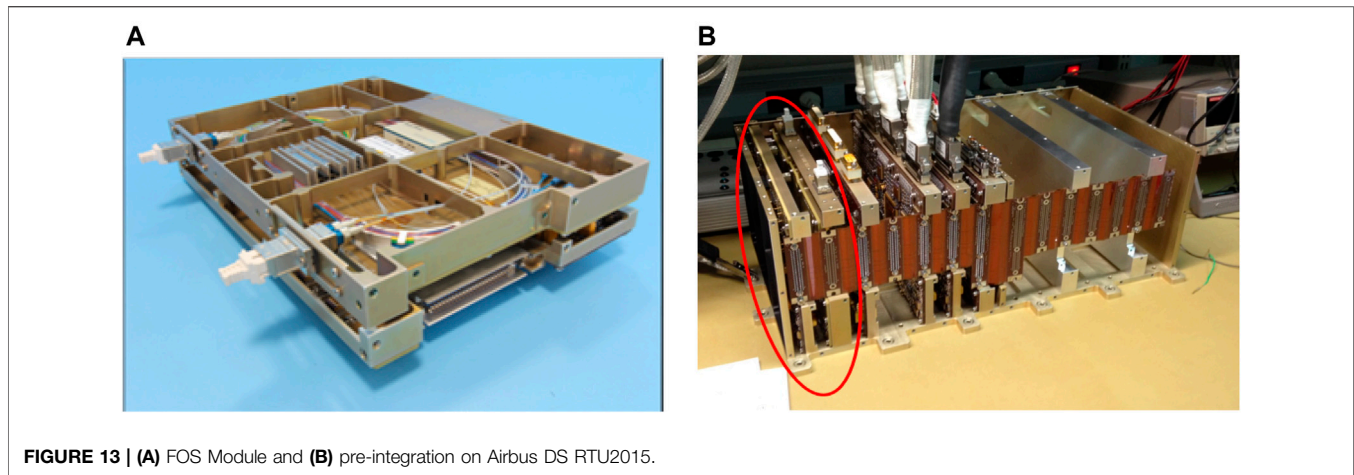 A
B
FIGURE 13 | (A) FOS Module and (B) pre-integration on Airbus DS RTU2015.